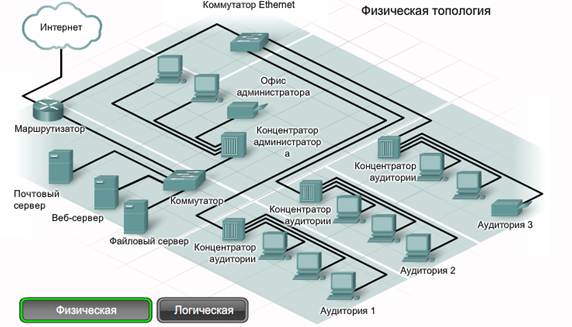 Коммутатор Ethernet
Физическая топология
Интернет
Офис
администратора
Маршрутизатор
Концентратор
администратор
а
Концентратор
аудитории
Почтовый
сервер
Коммутатор
Веб-сервер
Концентратор
аудитории
Аудитория 3
Файловый сервер
Концентратор
аудитории
Аудитория 2
Аудитория 1
Физическая
Логическая